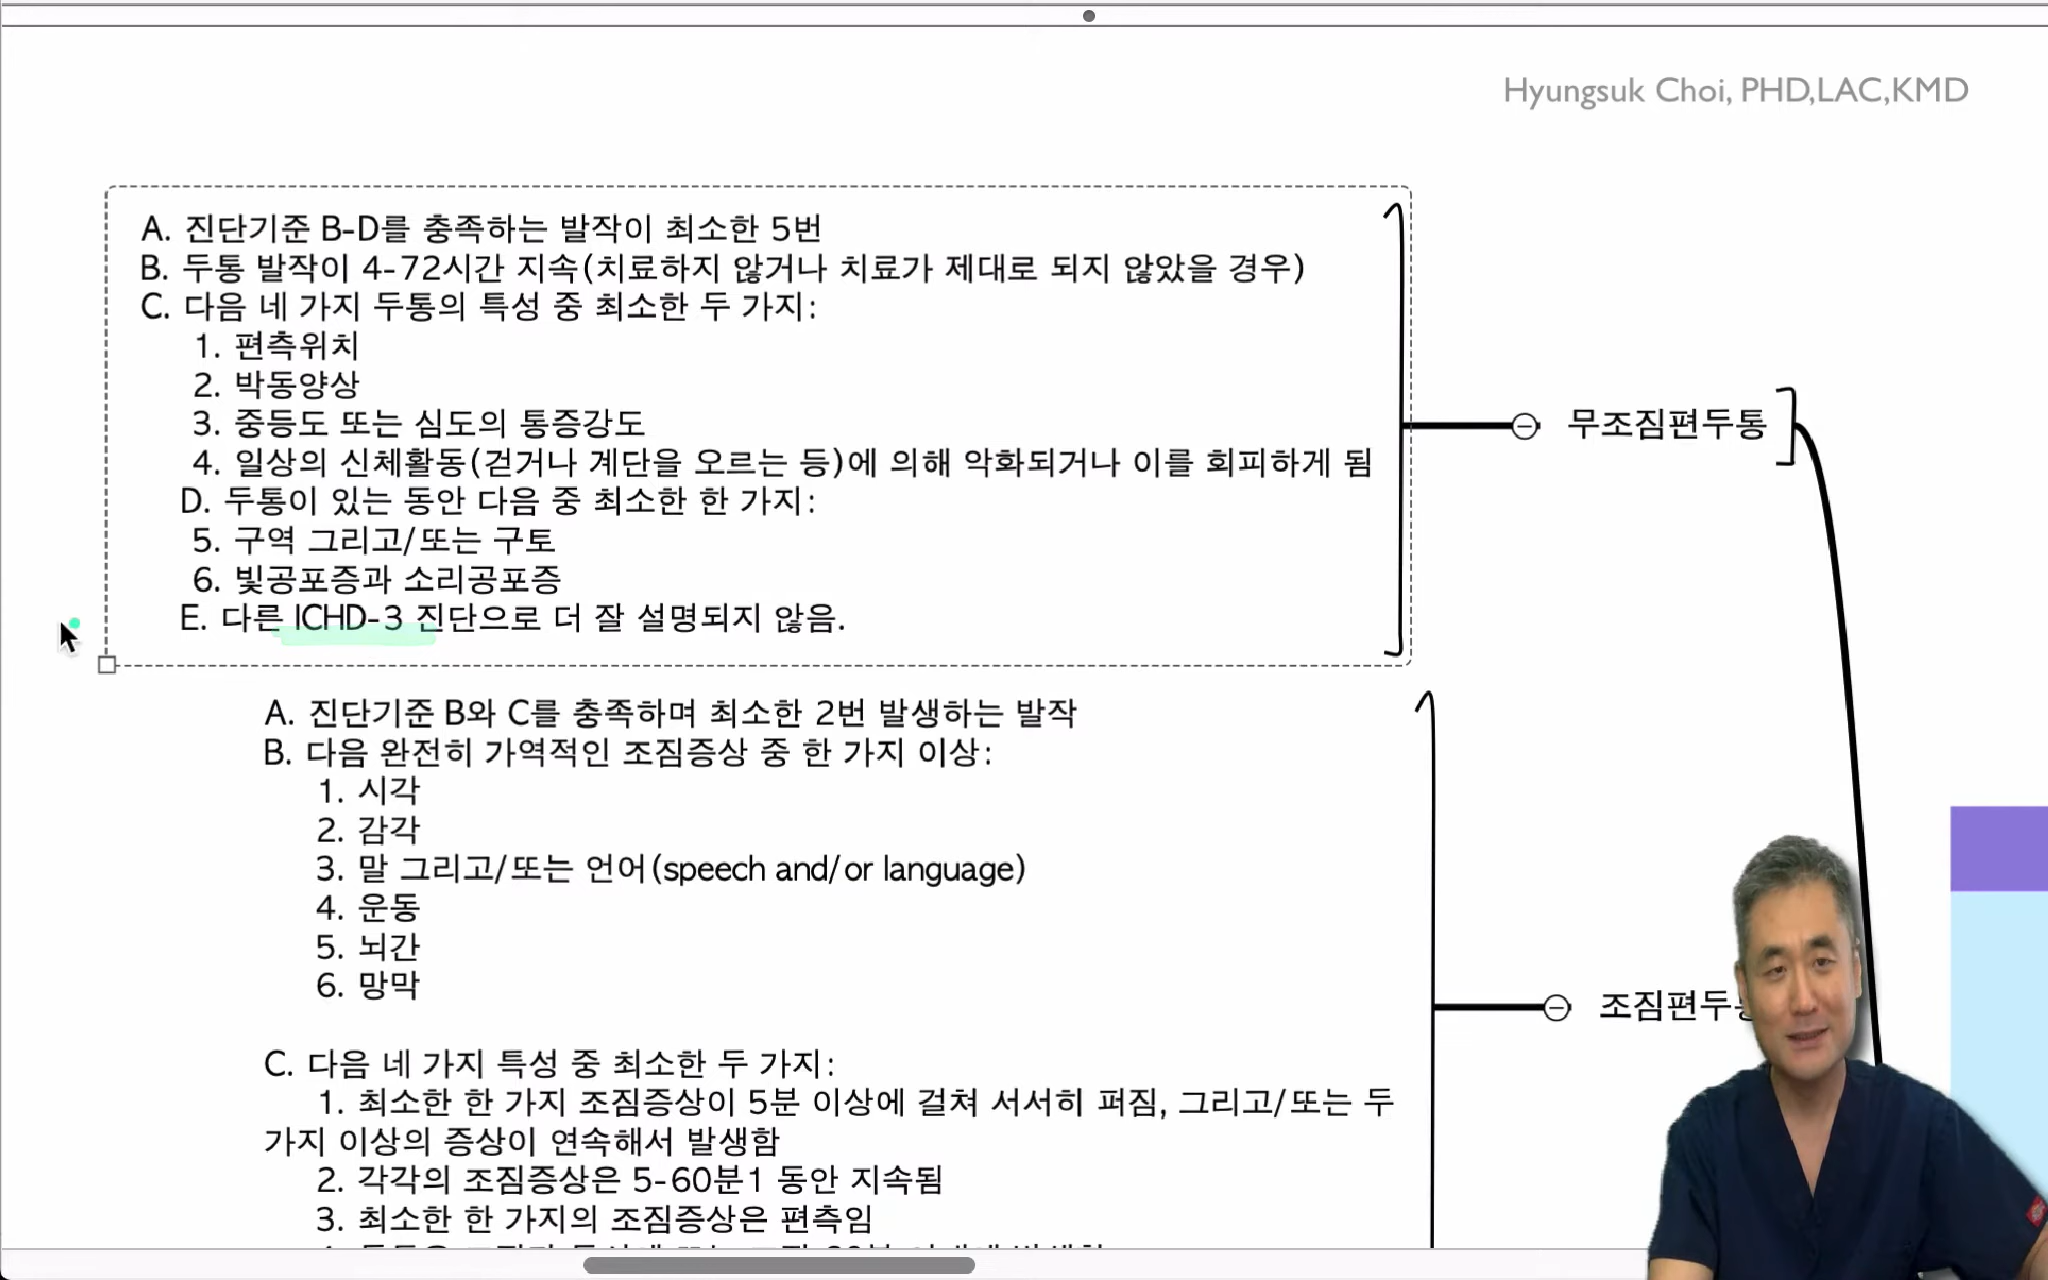 Hyungsuk Choi, PHD,LAC,KMD
A. 진단기준 B-D를 충족하는 발작이 최소한 5번
B. 두통 발작이 4-72시간 지속(치료하지 않거나 치료가 제대로 되지 않았을 경우)
C. 다음 네 가지 두통의 특성 중 최소한 두 가지:
1. 편측위치
2. 박동양상
3. 중등도 또는 심도의 통증강도
4. 일상의 신체활동(걷거나 계단을 오르는 등)에 의해 악화되거나 이를 회피하게 됨
D. 두통이 있는 동안 다음 중 최소한 한 가지:
5. 구역 그리고/또는 구토
6. 빛공포증과 소리공포증
E. 다른 ICHD-3 진단으로 더 잘 설명되지 않음.
무조짐편두통
A. 진단기준 B와 C를 충족하며 최소한 2번 발생하는 발작
B. 다음 완전히 가역적인 조짐증상 중 한 가지 이상:
1. 시각
2. 감각
3. 말 그리고/또는 언어(speech and/or language)
4. 운동
5. 뇌간
6. 망막
C. 다음 네 가지 특성 중 최소한 두 가지:
1. 최소한 한 가지 조짐증상이 5분 이상에 걸쳐 서서히 퍼짐, 그리고/또는 두
가지 이상의 증상이 연속해서 발생함
2. 각각의 조짐증상은 5-60분1 동안 지속됨
3. 최소한 한 가지의 조짐증상은 편측임
조짐편두